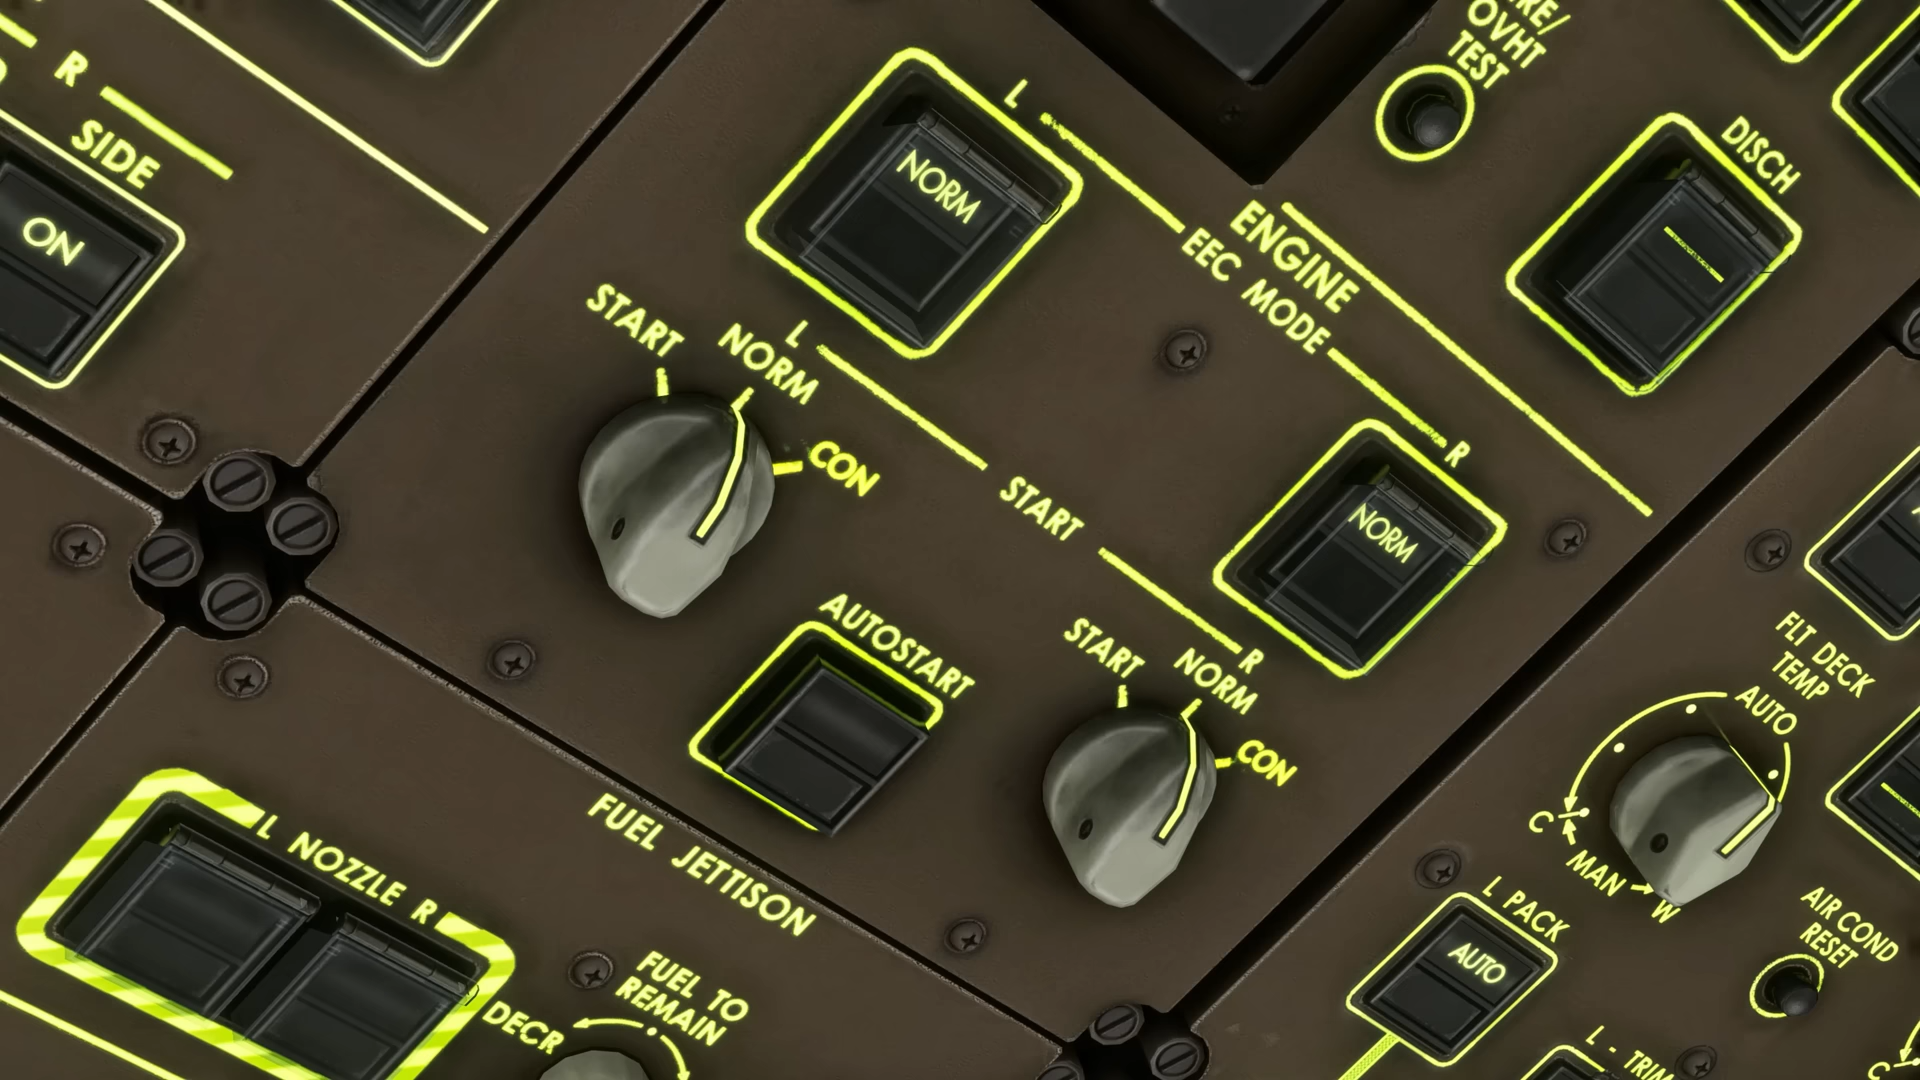 R
SIDE
ON
L
NORM
ENGINE
EEC MODE
R
NORM
OVHT
TEST
DISCH
L
START
NORM
CON
START
R
START
NORM
CON
AUTOSTART
FUEL JETTISON
L NOZZLE R
FUEL TO
REMAIN
DECR
FLT DECK
TEMP
AUTO
C
MAN
W
L PACK
AUTO
AIR COND
RESET
L - TRIM
C